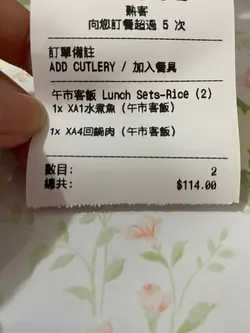 熟客
向您訂餐超過 5 次
訂單備註
ADD CUTLERY / 加入餐具
午市客飯 Lunch Sets-Rice (2)
1x XA1水煮魚 (午市客飯)
1x XA4回鍋肉 (午市客飯)
數目: 2
總共: $114.00